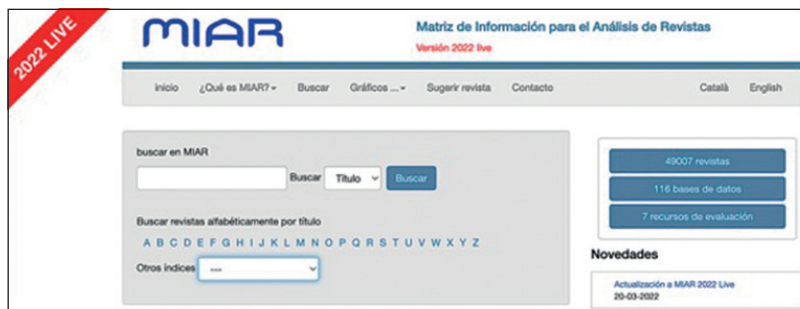 2022 LIVE
MIAR
Matriz de Información para el Análisis de Revistas
Versión 2022 live
inicio ¿Qué es MIAR? Buscar Gráficos ... Sugerir revista Contacto Català English
buscar en MIAR
Buscar Título Buscar
Buscar revistas alfabéticamente por título
A B C D E F G H I J K L M N O P Q R S T U V W X Y Z
Otros índices ---
49007 revistas
116 bases de datos
7 recursos de evaluación
Novedades
Actualización a MIAR 2022 Live
20-03-2022